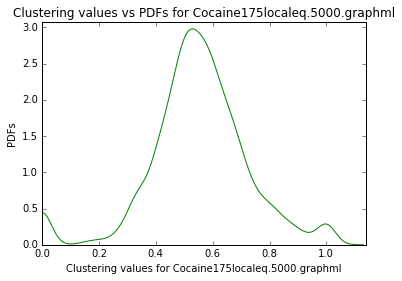 Clustering values vs PDFs for Cocaine175localeq.5000.graphml
3.0
2.5
2.0
1.5
1.0
0.5
0.0
PDFs
0.0 0.2 0.4 0.6 0.8 1.0
Clustering values for Cocaine175localeq.5000.graphml